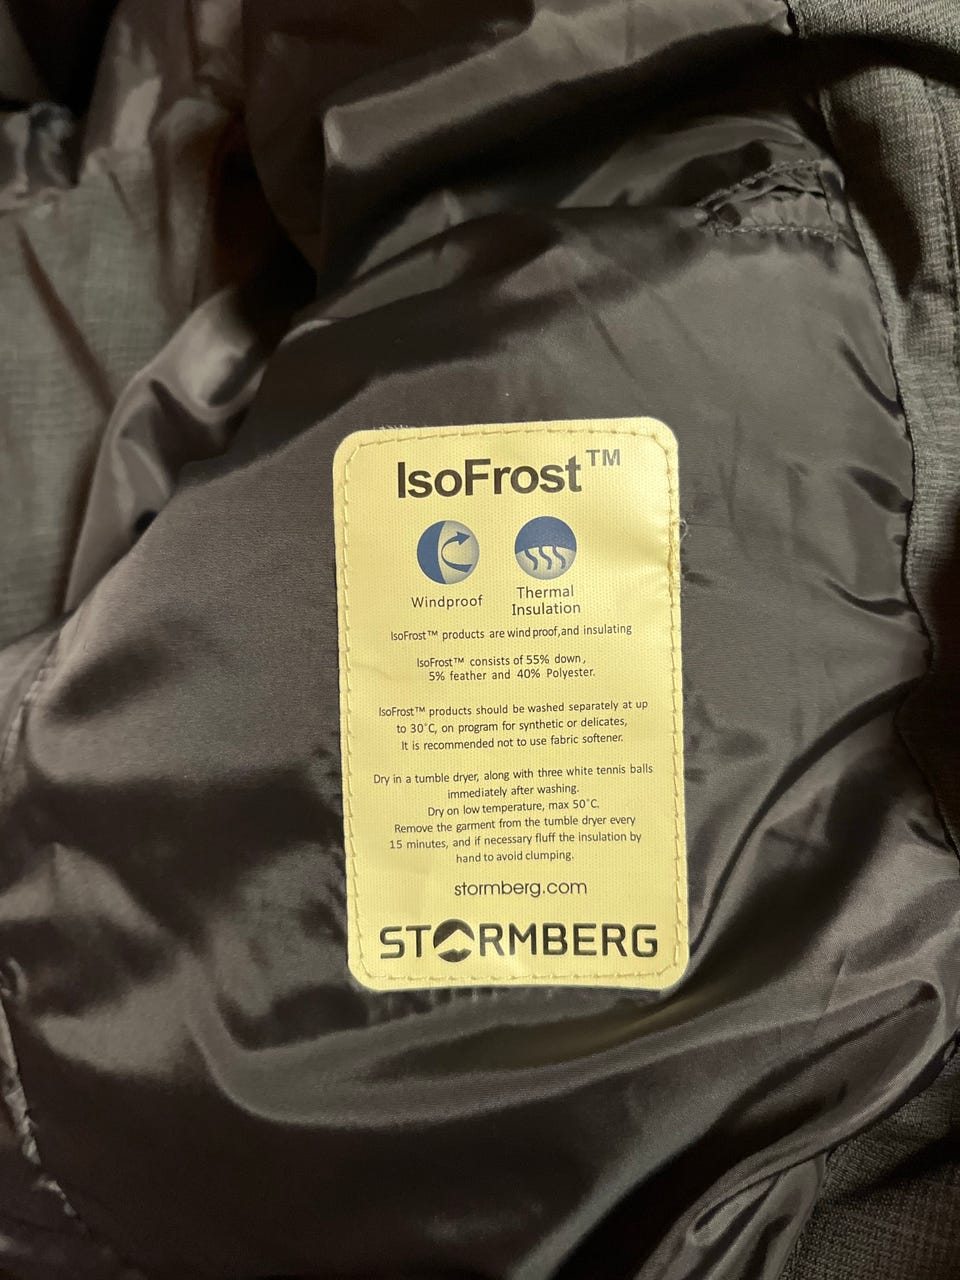 IsoFrost™
Windproof
Thermal
Insulation
IsoFrost™ products are wind proof,and insulating
IsoFrost™ consists of 55% down,
5% feather and 40% Polyester.
IsoFrost™ products should be washed separately at up
to 30˚C, on program for synthetic or delicates,
It is recommended not to use fabric softener.
Dry in a tumble dryer, along with three white tennis balls
immediately after washing.
Dry on low temperature, max 50˚C.
Remove the garment from the tumble dryer every
15 minutes, and if necessary fluff the insulation by
hand to avoid clumping.
stormberg.com
STORMBERG